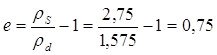 e = ρ_S / ρ_d − 1 = 2,75 / 1,575 − 1 = 0,75